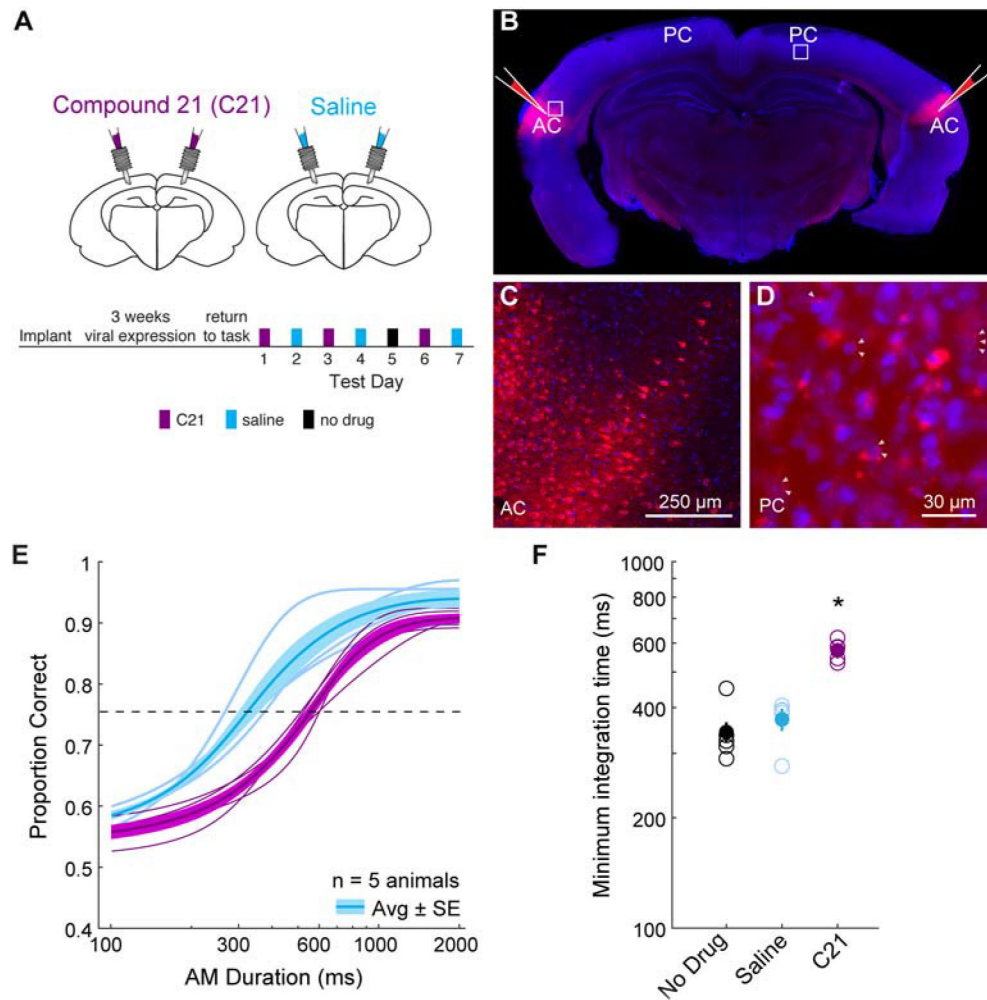 A
Compound 21 (C21)
Saline
3 weeks
return
Implant
viral expression
to task
1
2
3
4
5
6
7
Test Day
C21
saline
no drug
B
PC
PC
AC
AC
C
AC
250 µm
D
PC
30 µm
E
Proportion Correct
1
0.9
0.8
0.7
0.6
0.5
0.4
100
300
600
1000
2000
AM Duration (ms)
n = 5 animals
Avg ± SE
F
Minimum integration time (ms)
1000
800
600
400
200
100
*
No Drug
Saline
C21